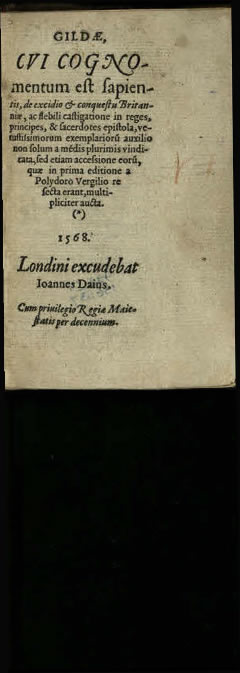 GILDÆ,
CVI COGNO-
mentum est sapien-
tis, de excidio & conquestu Britan-
niæ, ac flebili castigatione in reges,
principes, & sacerdotes epistola, ve-
tustissimorum exemplariorũ auxilio
non solum a mẽdis plurimis vindi-
cata, sed etiam accessione eorũ,
quæ in prima editione a
Polydoro Vergilio re
secta erant, multi-
pliciter aucta.
(*)
1568.
Londini excudebat
Ioannes Daius.
Cum priuilegio Regiæ Maie-
statis per decennium.